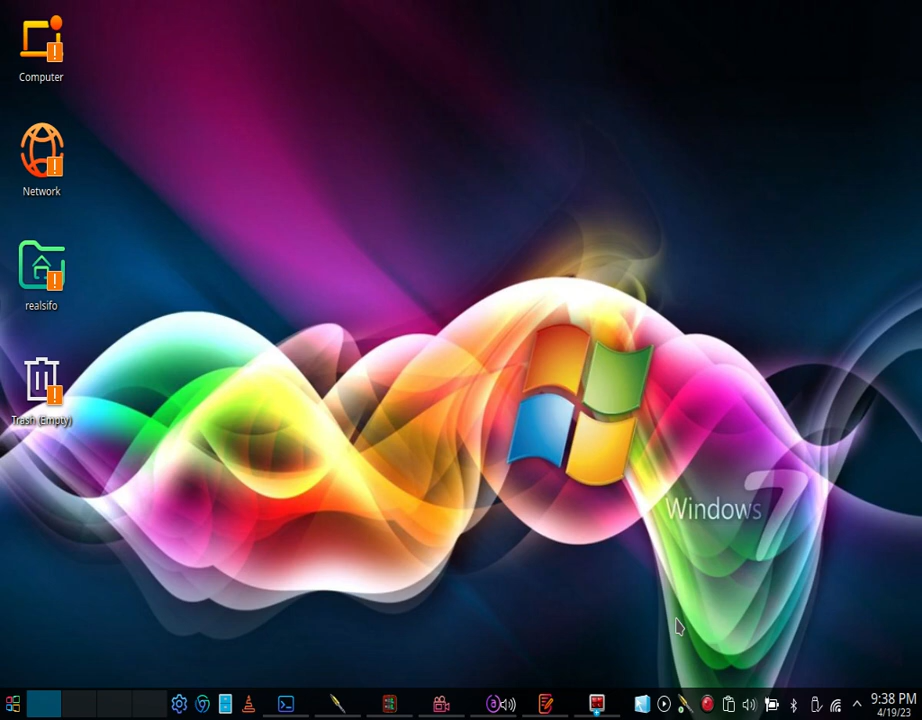 Computer
Network
realsifo
Trash (Empty)
Windows 7
9:38 PM
4/19/23